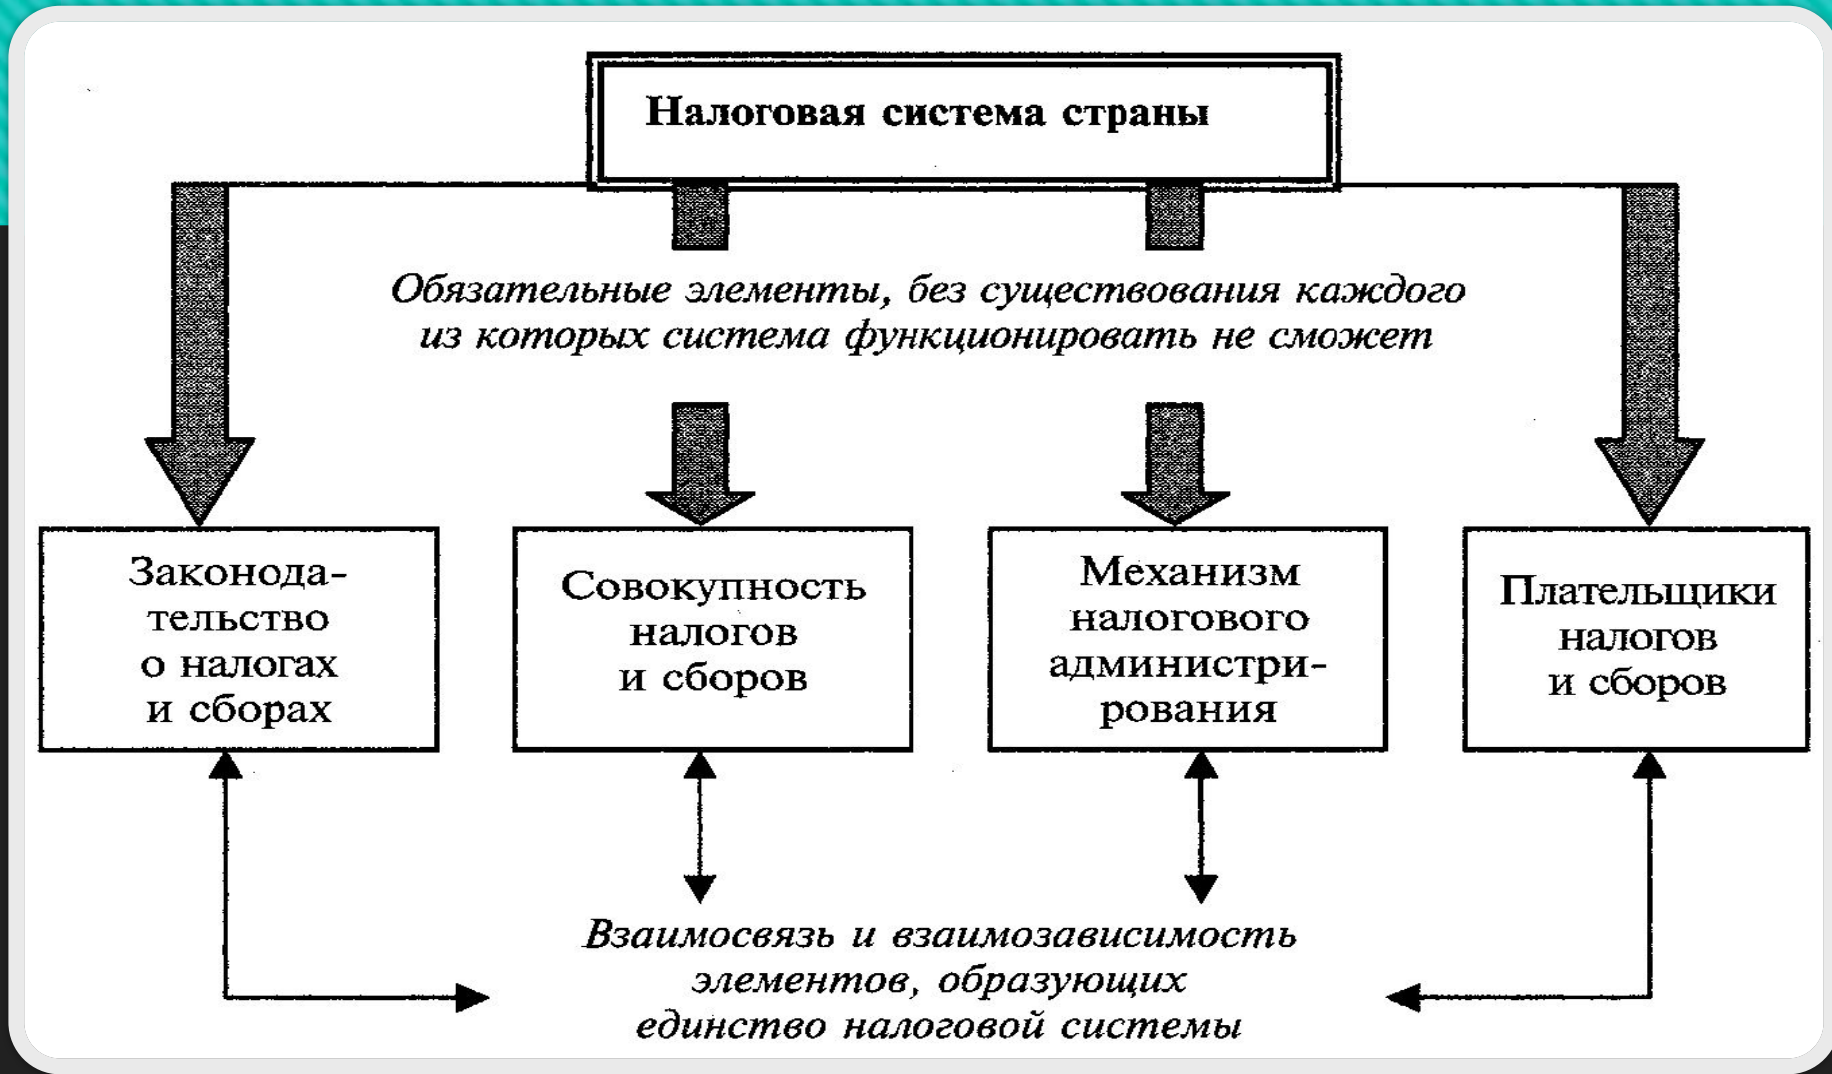 Налоговая система страны
Обязательные элементы, без существования каждого
из которых система функционировать не сможет
Законода-
тельство
о налогах
и сборах
Совокупность
налогов
и сборов
Механизм
налогового
администри-
рования
Плательщики
налогов
и сборов
Взаимосвязь и взаимозависимость
элементов, образующих
единство налоговой системы